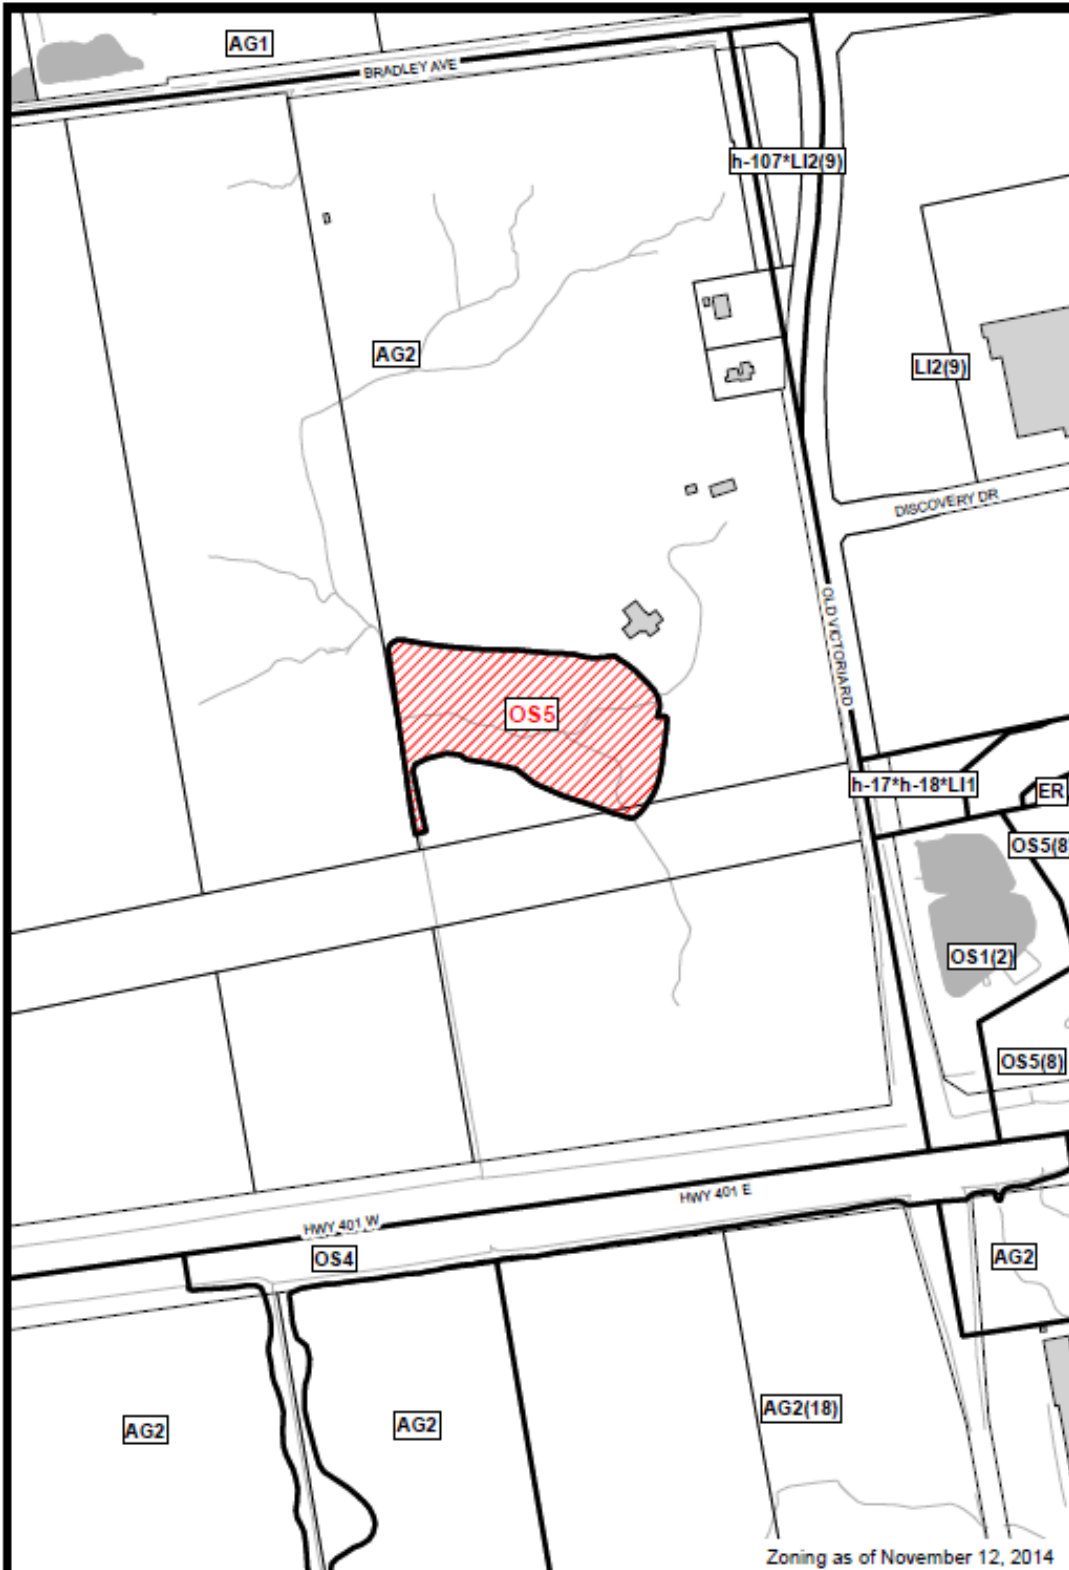 AG1
BRADLEY AVE
h-107*LI2(9)
AG2
LI2(9)
DISCOVERY DR
OLD VICTORIA RD
OS5
h-17*h-18*LI1
ER
OS5(8
OS1(2)
OS5(8)
HWY 401 E
HWY 401 W
OS4
AG2
AG2(18)
AG2
AG2
Zoning as of November 12, 2014